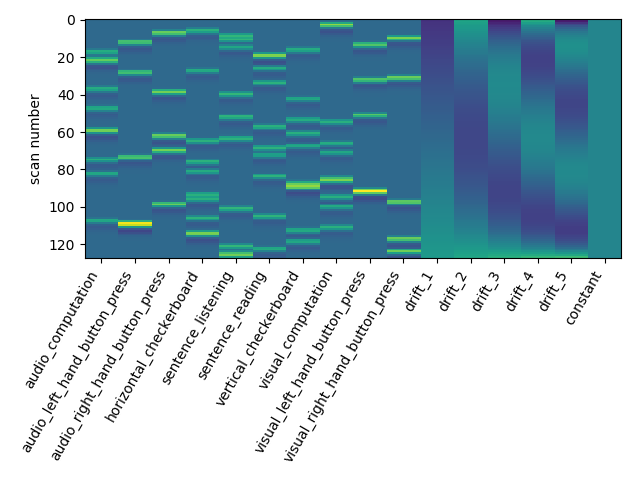 0
20
40
60
80
100
120
scan number
audio_computation
audio_left_hand_button_press
audio_right_hand_button_press
horizontal_checkerboard
sentence_listening
sentence_reading
vertical_checkerboard
visual_computation
visual_left_hand_button_press
visual_right_hand_button_press
drift_1
drift_2
drift_3
drift_4
drift_5
constant